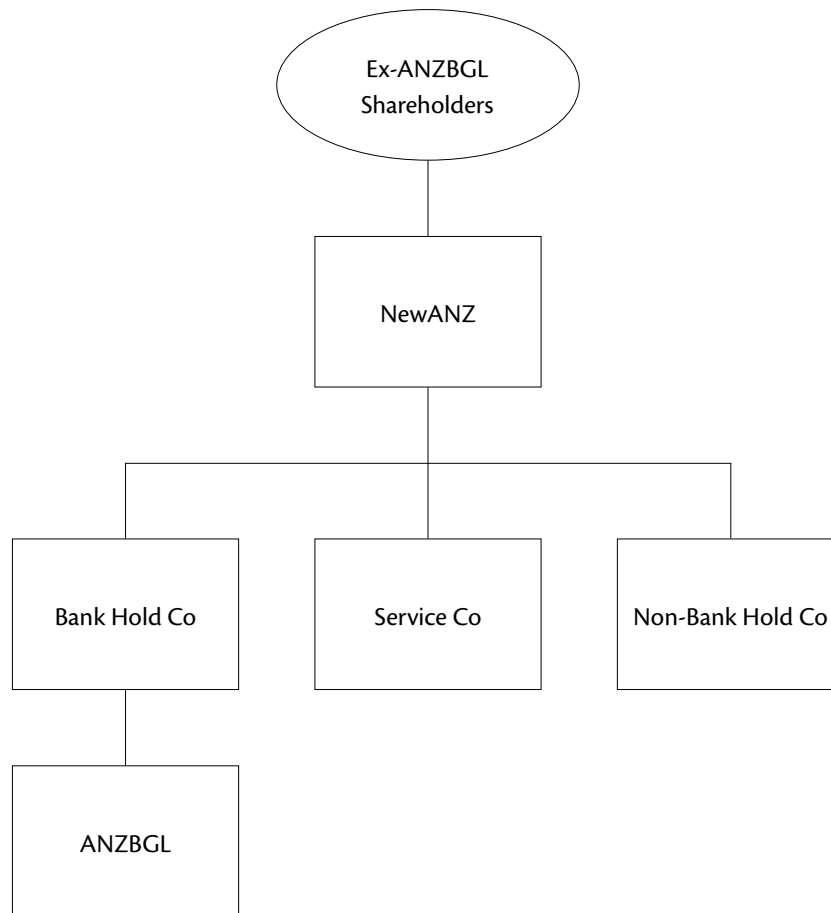 Ex-ANZBGL
Shareholders
NewANZ
Bank Hold Co
Service Co
Non-Bank Hold Co
ANZBGL